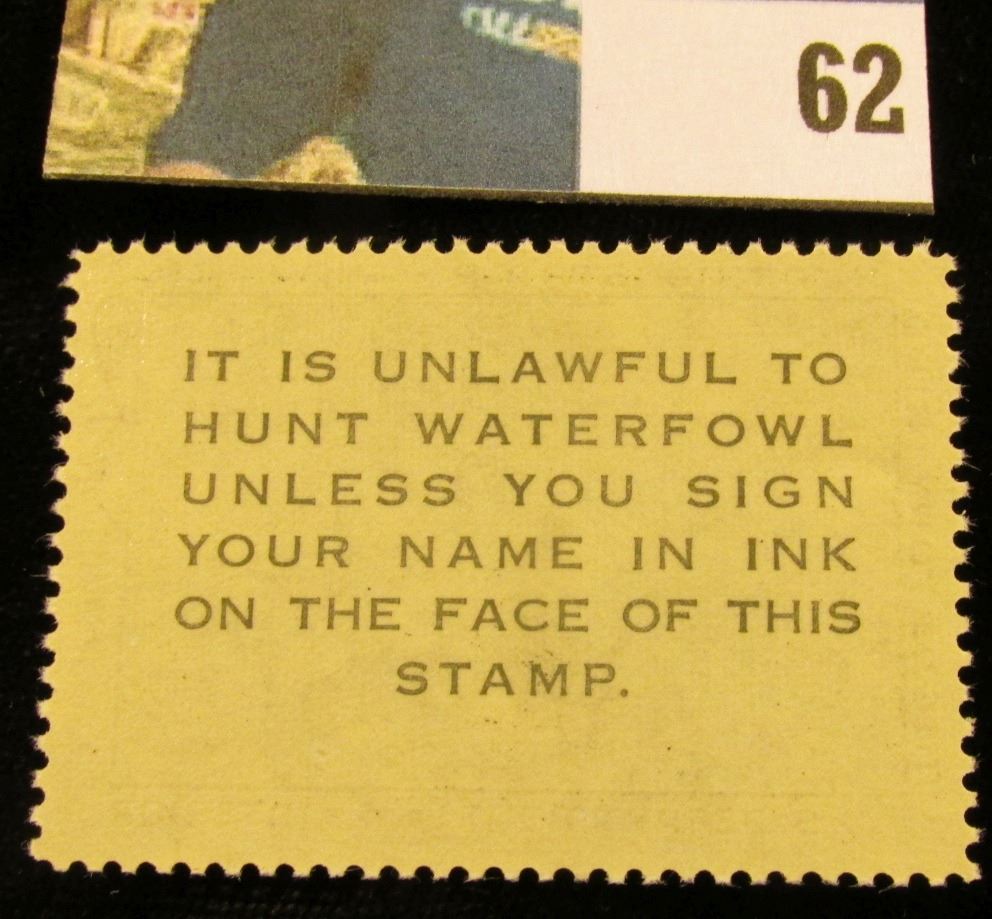 62
IT IS UNLAWFUL TO
HUNT WATERFOWL
UNLESS YOU SIGN
YOUR NAME IN INK
ON THE FACE OF THIS
STAMP.